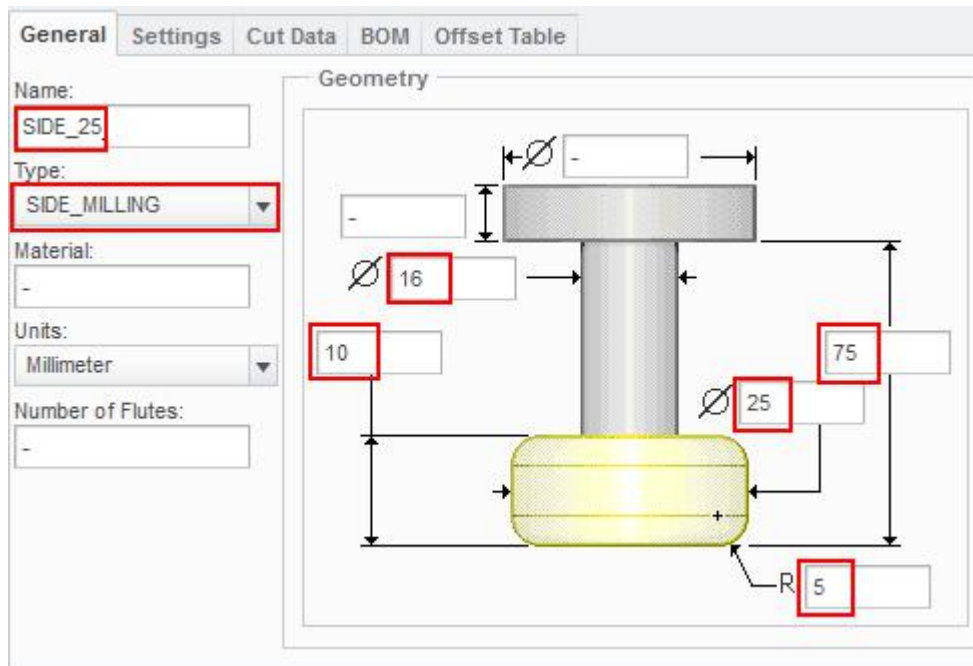 General Settings Cut Data BOM Offset Table
Name:
SIDE_25
Type:
SIDE_MILLING
Material:
-
Units:
Millimeter
Number of Flutes:
-
Geometry
Ø -
-
Ø 16
10
75
Ø 25
R 5